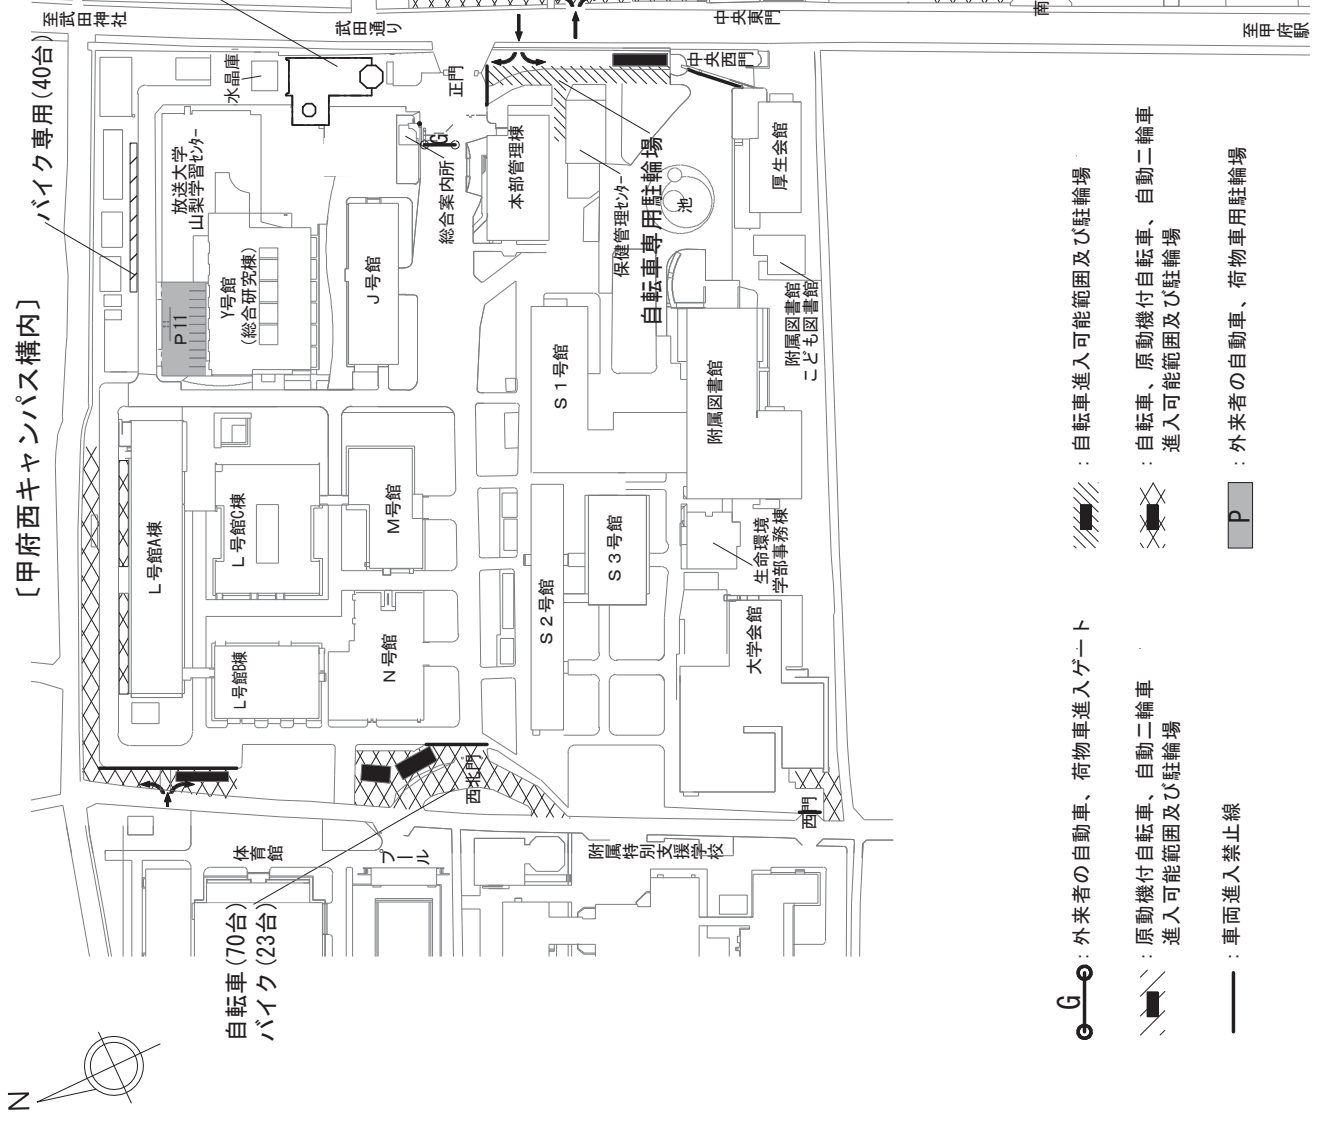 [甲府西キャンパス構内]
至武田神社
武田通り
中央東門
南
至甲府駅
バイク専用(40台)
水晶庫
正門
中央西門
放送大学
山梨学習センター
G
総合案内所
本部管理棟
保健管理センター
自転車専用駐輪場
池
厚生会館
P11
Y号館
(総合研究棟)
J号館
S1号館
附属図書館
こども図書館
附属図書館
L号館A棟
L号館C棟
M号館
S3号館
生命環境
学部事務棟
L号館B棟
N号館
S2号館
大学会館
西北門
西門
体育館
プール
附属特別支援学校
自転車(70台)
バイク(23台)
N
G
:外来者の自動車、荷物車進入ゲート
:原動機付自転車、自動二輪車
進入可能範囲及び駐輪場
:車両進入禁止線
:自転車進入可能範囲及び駐輪場
:自転車、原動機付自転車、自動二輪車
進入可能範囲及び駐輪場
P
:外来者の自動車、荷物車用駐輪場